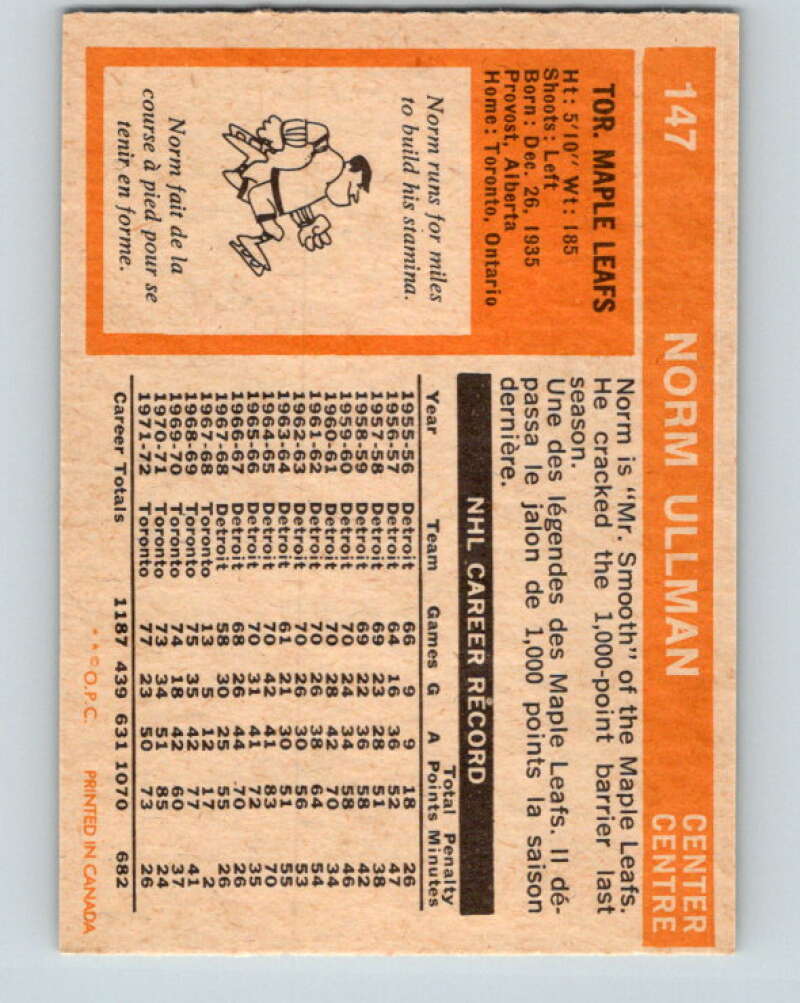 147 NORM ULLMAN CENTER
CENTRE
TOR. MAPLE LEAFS
Ht: 5'10" Wt: 185
Shoots: Left
Born: Dec. 26, 1935
Provost, Alberta
Home: Toronto, Ontario
Norm runs for miles
to build his stamina.
Norm fait de la
course à pied pour se
tenir en forme.
Norm is "Mr. Smooth" of the Maple Leafs.
He cracked the 1,000-point barrier last
season.
Une des légendes des Maple Leafs. Il dé-
passa le jalon de 1,000 points la saison
dernière.
NHL CAREER RECORD
Total Penalty
Year Team Games G A Points Minutes
1955-56 Detroit 66 9 9 18 26
1956-57 Detroit 64 16 36 52 47
1957-58 Detroit 69 23 28 51 38
1958-59 Detroit 69 22 36 58 42
1959-60 Detroit 70 24 34 58 46
1960-61 Detroit 70 28 42 70 34
1961-62 Detroit 70 26 38 64 54
1962-63 Detroit 70 26 30 56 53
1963-64 Detroit 61 21 30 51 55
1964-65 Detroit 70 42 41 83 70
1965-66 Detroit 70 31 41 72 35
1966-67 Detroit 68 26 44 70 26
1967-68 Detroit 58 30 25 55 26
1967-68 Toronto 13 5 12 17 2
1968-69 Toronto 75 35 42 77 41
1969-70 Toronto 74 18 42 60 37
1970-71 Toronto 73 34 51 85 24
1971-72 Toronto 77 23 50 73 26
Career Totals 1187 439 631 1070 682
**©O.P.C. PRINTED IN CANADA